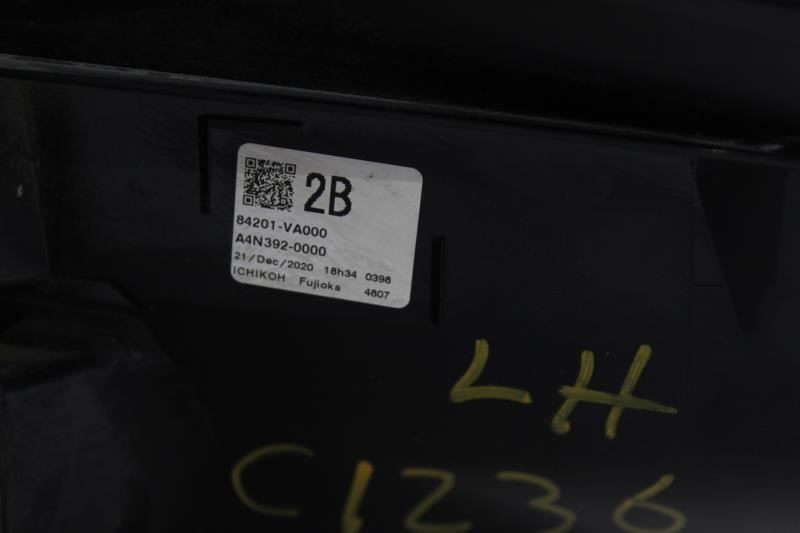 2B
84201-VA000
A4N392-0000
21/Dec/2020 18h34 0398
ICHIKOH Fujioka 4807
LH
C1236